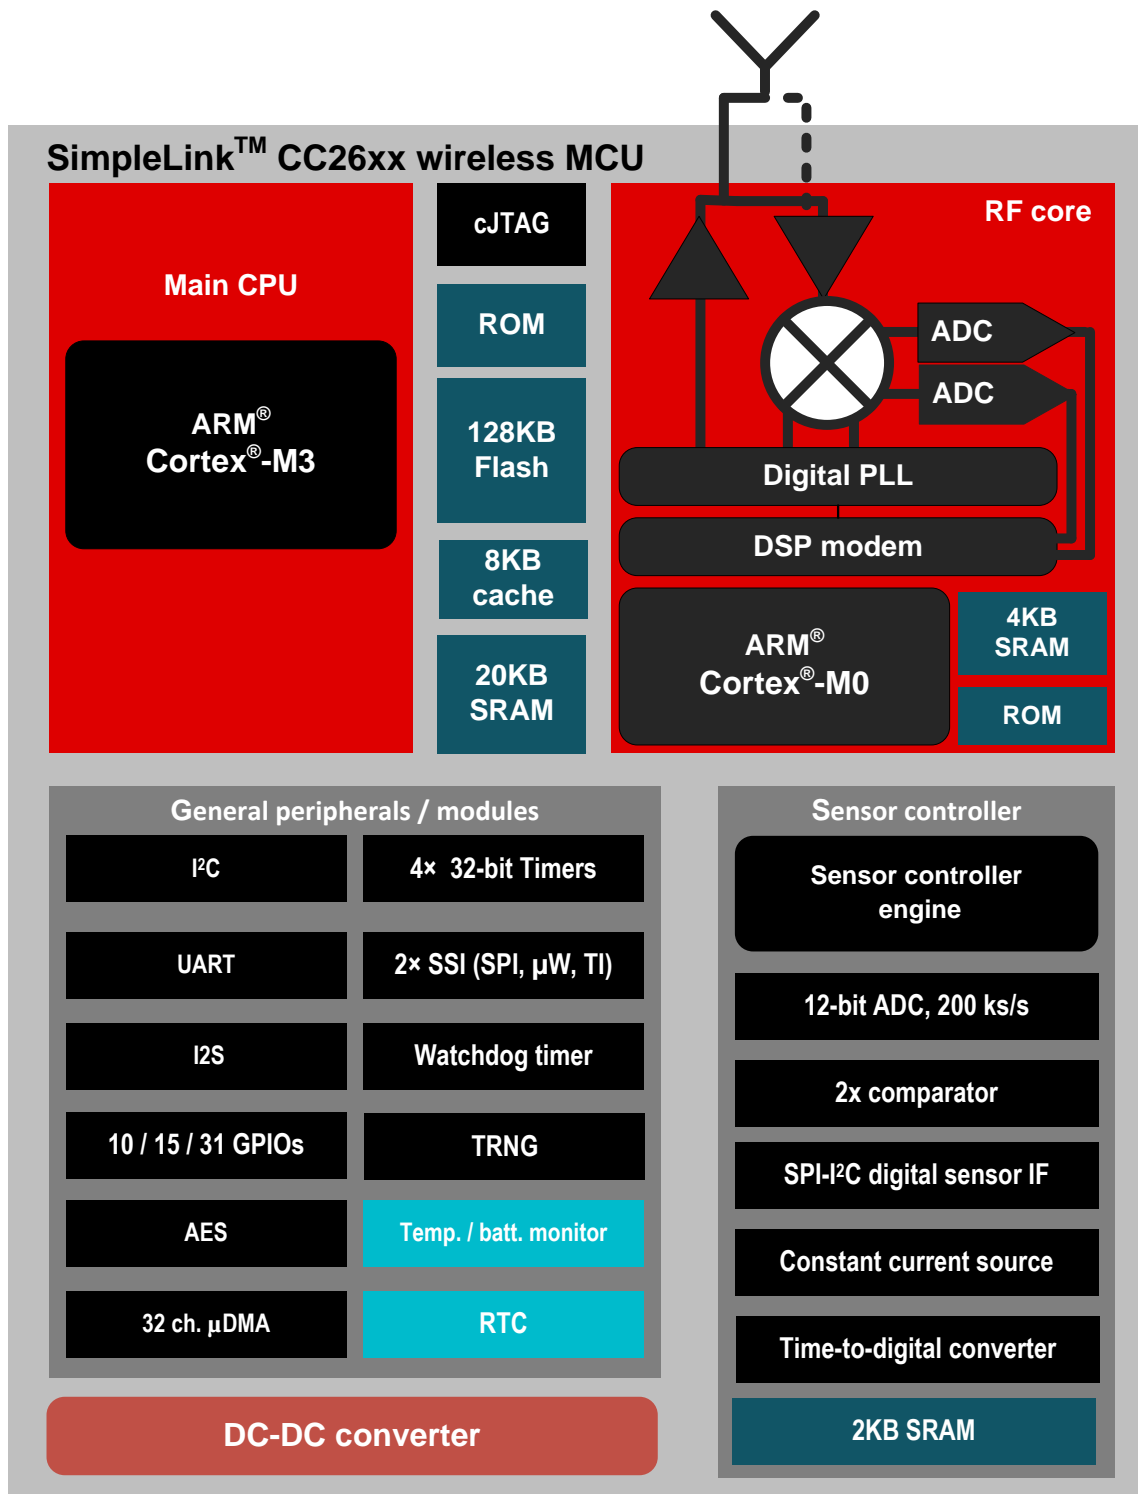 SimpleLink™ CC26xx wireless MCU
Main CPU
ARM®
Cortex®-M3
cJTAG
ROM
128KB
Flash
8KB
cache
20KB
SRAM
RF core
ADC
ADC
Digital PLL
DSP modem
ARM®
Cortex®-M0
4KB
SRAM
ROM
General peripherals / modules
I²C
4× 32-bit Timers
UART
2× SSI (SPI, µW, TI)
I2S
Watchdog timer
10 / 15 / 31 GPIOs
TRNG
AES
Temp. / batt. monitor
32 ch. µDMA
RTC
DC-DC converter
Sensor controller
Sensor controller
engine
12-bit ADC, 200 ks/s
2x comparator
SPI-I²C digital sensor IF
Constant current source
Time-to-digital converter
2KB SRAM